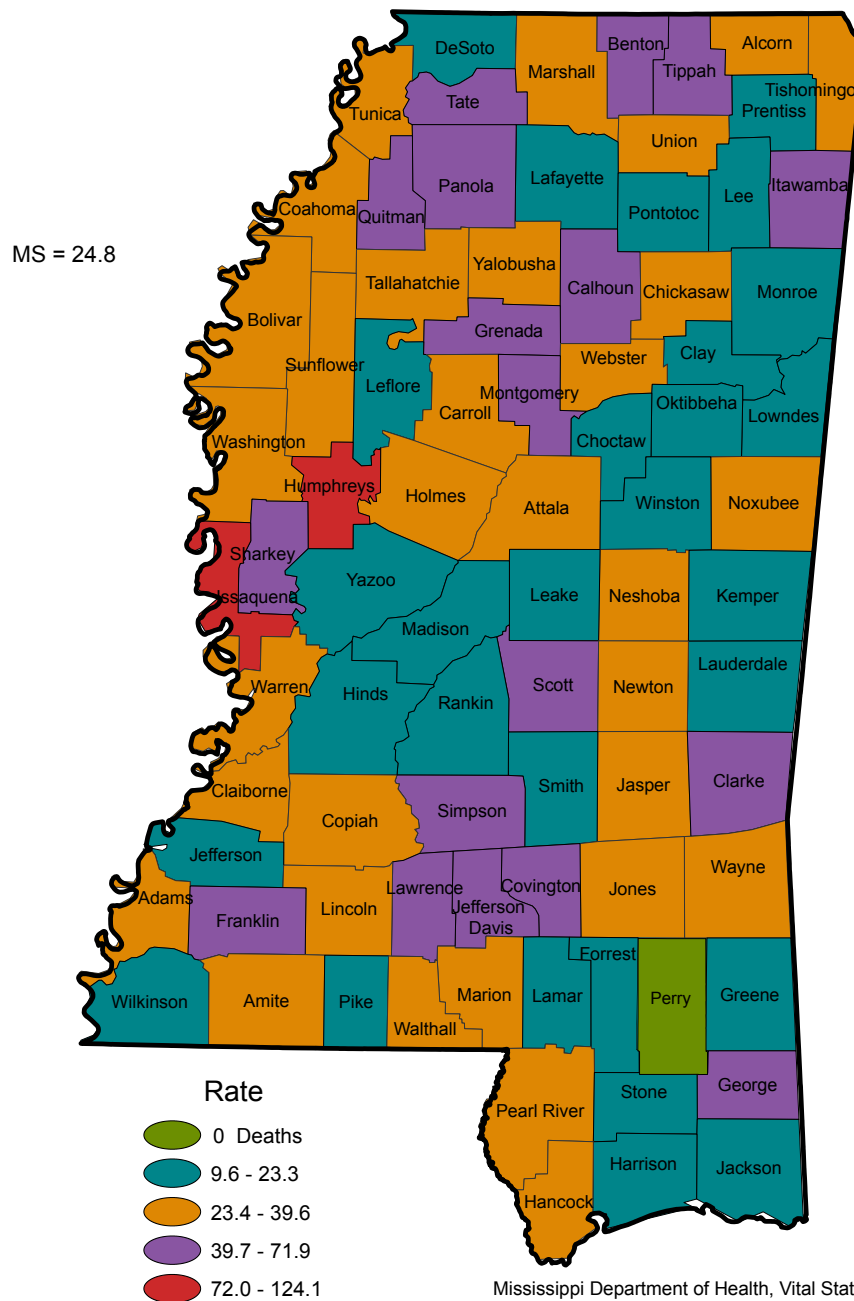 DeSoto
Marshall
Benton
Tippah
Alcorn
Tishomingo
Prentiss
Tate
Tunica
Union
Panola
Lafayette
Quitman
Coahoma
Pontotoc
Lee
Itawamba
MS = 24.8
Yalobusha
Tallahatchie
Calhoun
Chickasaw
Monroe
Bolivar
Grenada
Sunflower
Webster
Clay
Leflore
Montgomery
Carroll
Oktibbeha
Lowndes
Washington
Choctaw
Humphreys
Holmes
Attala
Winston
Noxubee
Sharkey
Yazoo
Issaquena
Leake
Neshoba
Kemper
Madison
Lauderdale
Warren
Hinds
Rankin
Scott
Newton
Claiborne
Copiah
Simpson
Smith
Jasper
Clarke
Jefferson
Adams
Franklin
Lincoln
Lawrence
Jefferson
Davis
Covington
Jones
Wayne
Wilkinson
Amite
Pike
Walthall
Marion
Lamar
Forrest
Perry
Greene
Pearl River
Stone
George
Hancock
Harrison
Jackson
Rate
0 Deaths
9.6 - 23.3
23.4 - 39.6
39.7 - 71.9
72.0 - 124.1
Mississippi Department of Health, Vital Stat